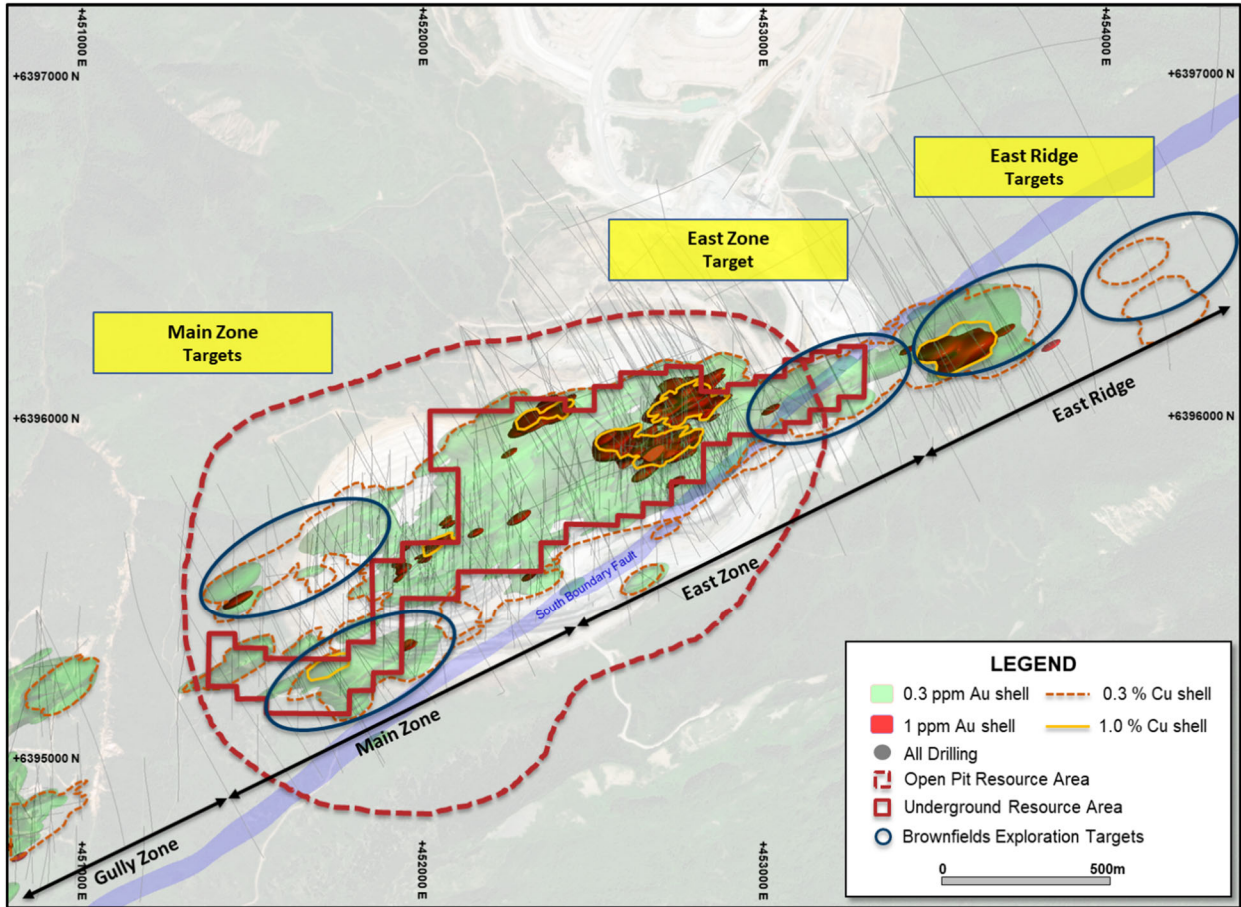 +451000 E
+452000 E
+453000 E
+454000 E
+6397000 N
+6397000 N
East Ridge
Targets
East Zone
Target
Main Zone
Targets
+6396000 N
+6396000 N
East Ridge
East Zone
South Boundary Fault
Main Zone
Gully Zone
+6395000 N
+451000 E
+452000 E
+453000 E
LEGEND
0.3 ppm Au shell
0.3 % Cu shell
1 ppm Au shell
1.0 % Cu shell
All Drilling
Open Pit Resource Area
Underground Resource Area
Brownfields Exploration Targets
0
500m